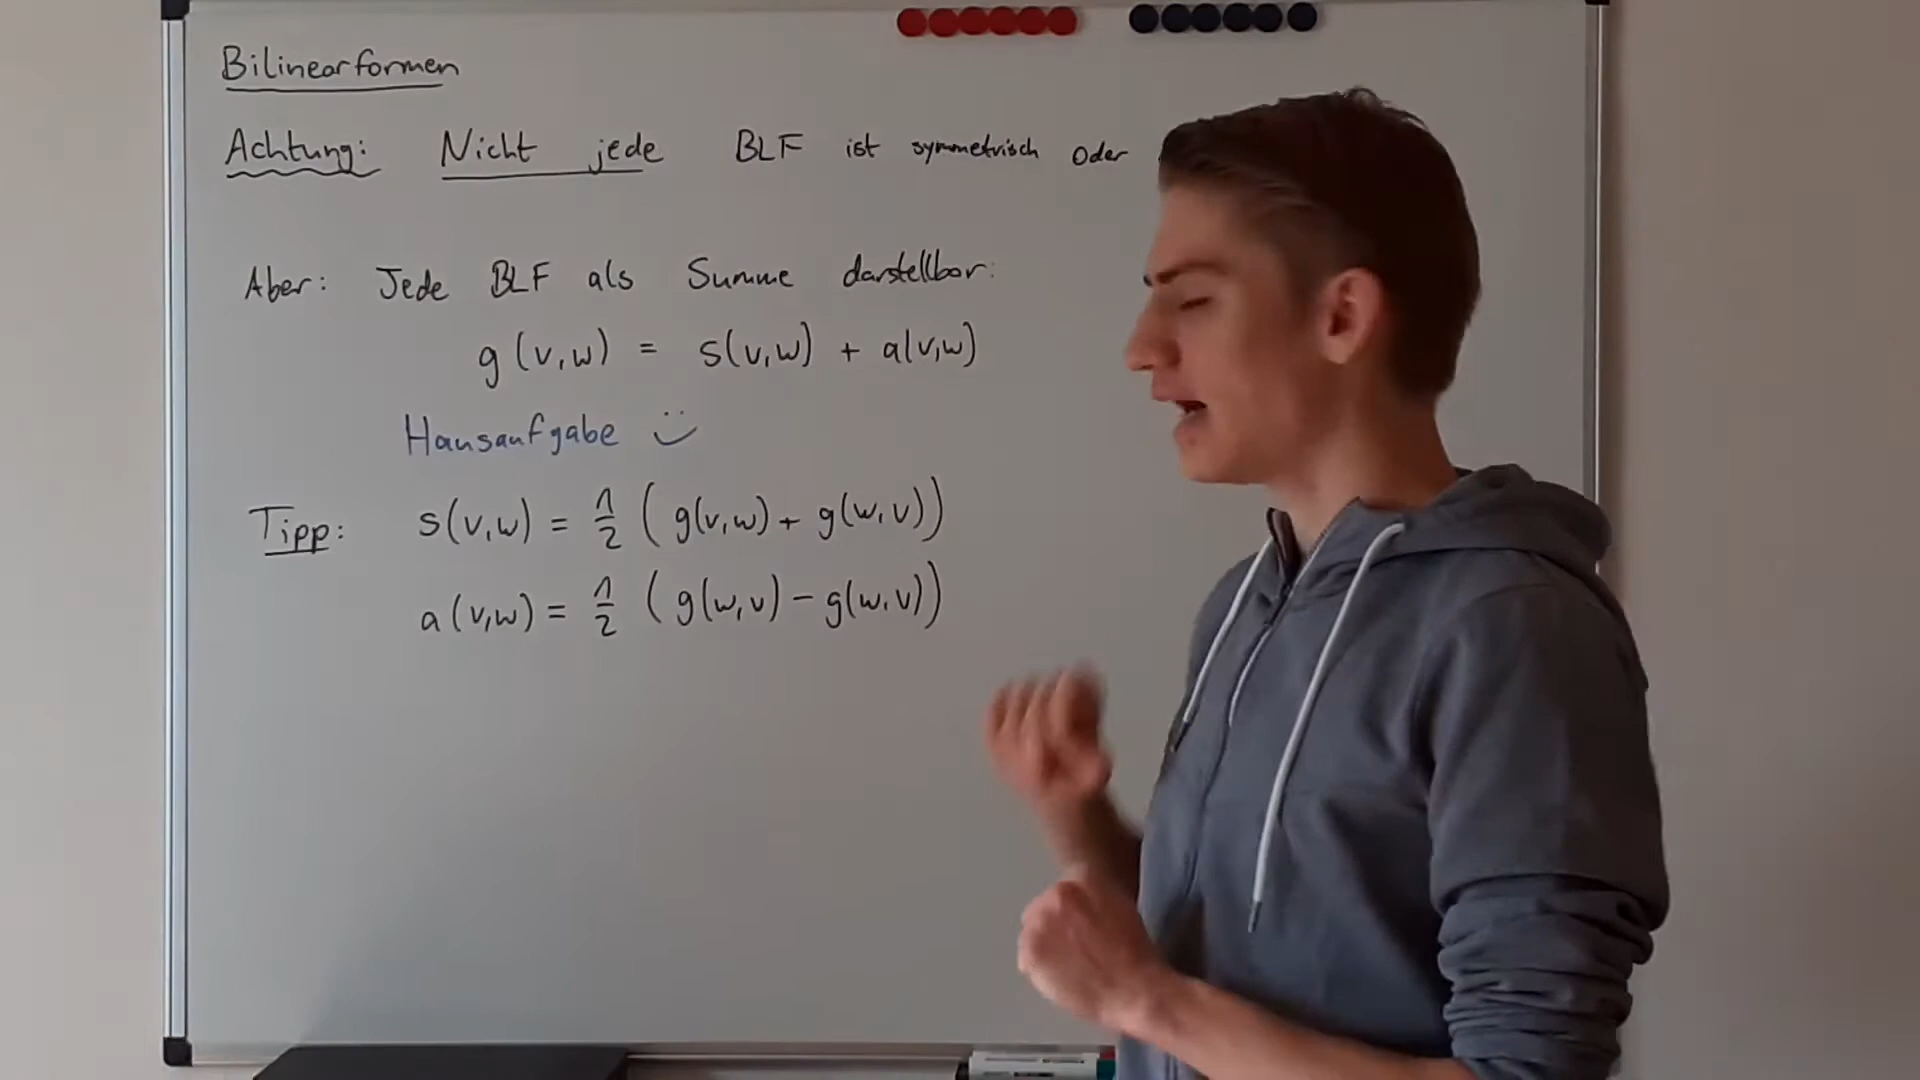 Bilinearformen
Achtung: Nicht jede BLF ist symmetrisch oder
Aber: Jede BLF als Summe darstellbar:
g(v,w) = s(v,w) + a(v,w)
Hausaufgabe :)
Tipp: s(v,w) = 1/2 (g(v,w) + g(w,v))
a(v,w) = 1/2 (g(w,v) - g(w,v))